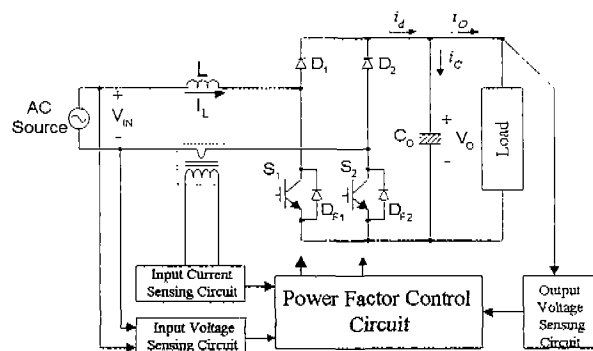 i_d
I_O
L
I_L
D_1
D_2
i_C
AC
Source
+
V_IN
-
S_1
S_2
D_F1
D_F2
C_O
+
V_O
-
Load
Input Current
Sensing Circuit
Input Voltage
Sensing Circuit
Power Factor Control
Circuit
Output
Voltage
Sensing
Circuit